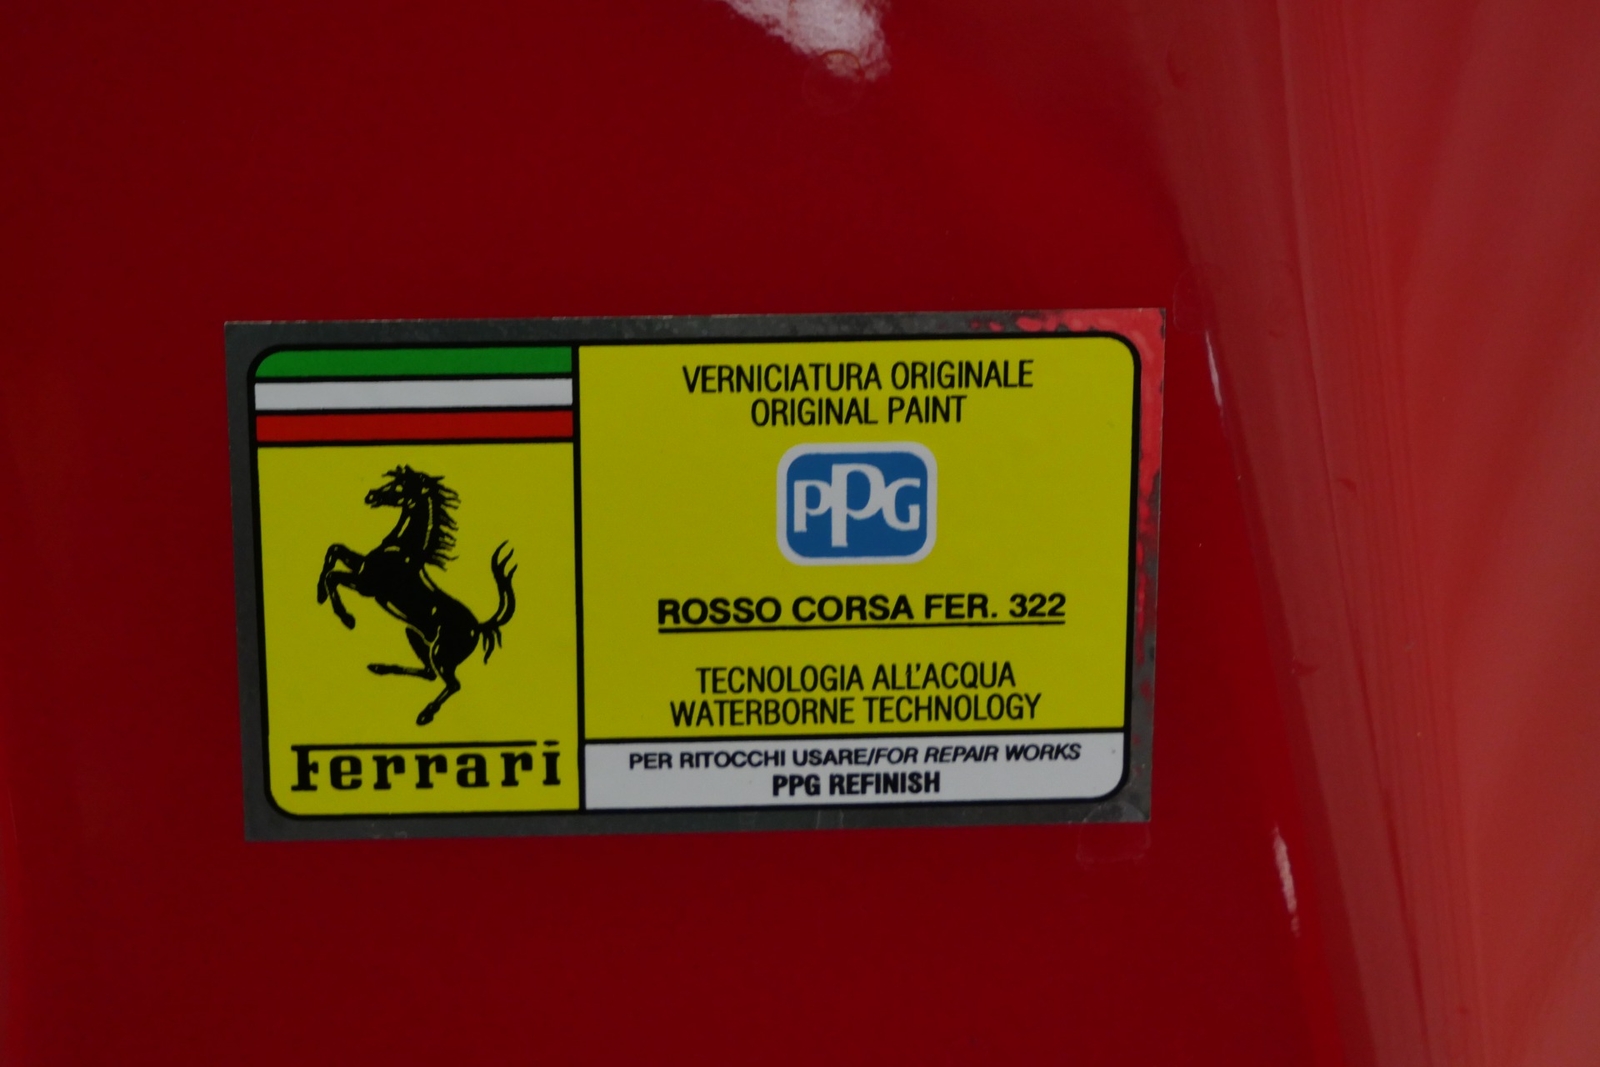 Ferrari
VERNICIATURA ORIGINALE
ORIGINAL PAINT
PPG
ROSSO CORSA FER. 322
TECNOLOGIA ALL'ACQUA
WATERBORNE TECHNOLOGY
PER RITOCCHI USARE/FOR REPAIR WORKS
PPG REFINISH